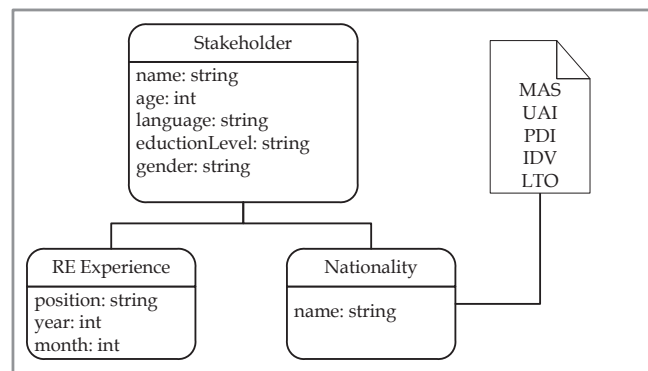 Stakeholder
name: string
age: int
language: string
eductionLevel: string
gender: string
MAS
UAI
PDI
IDV
LTO
RE Experience
position: string
year: int
month: int
Nationality
name: string